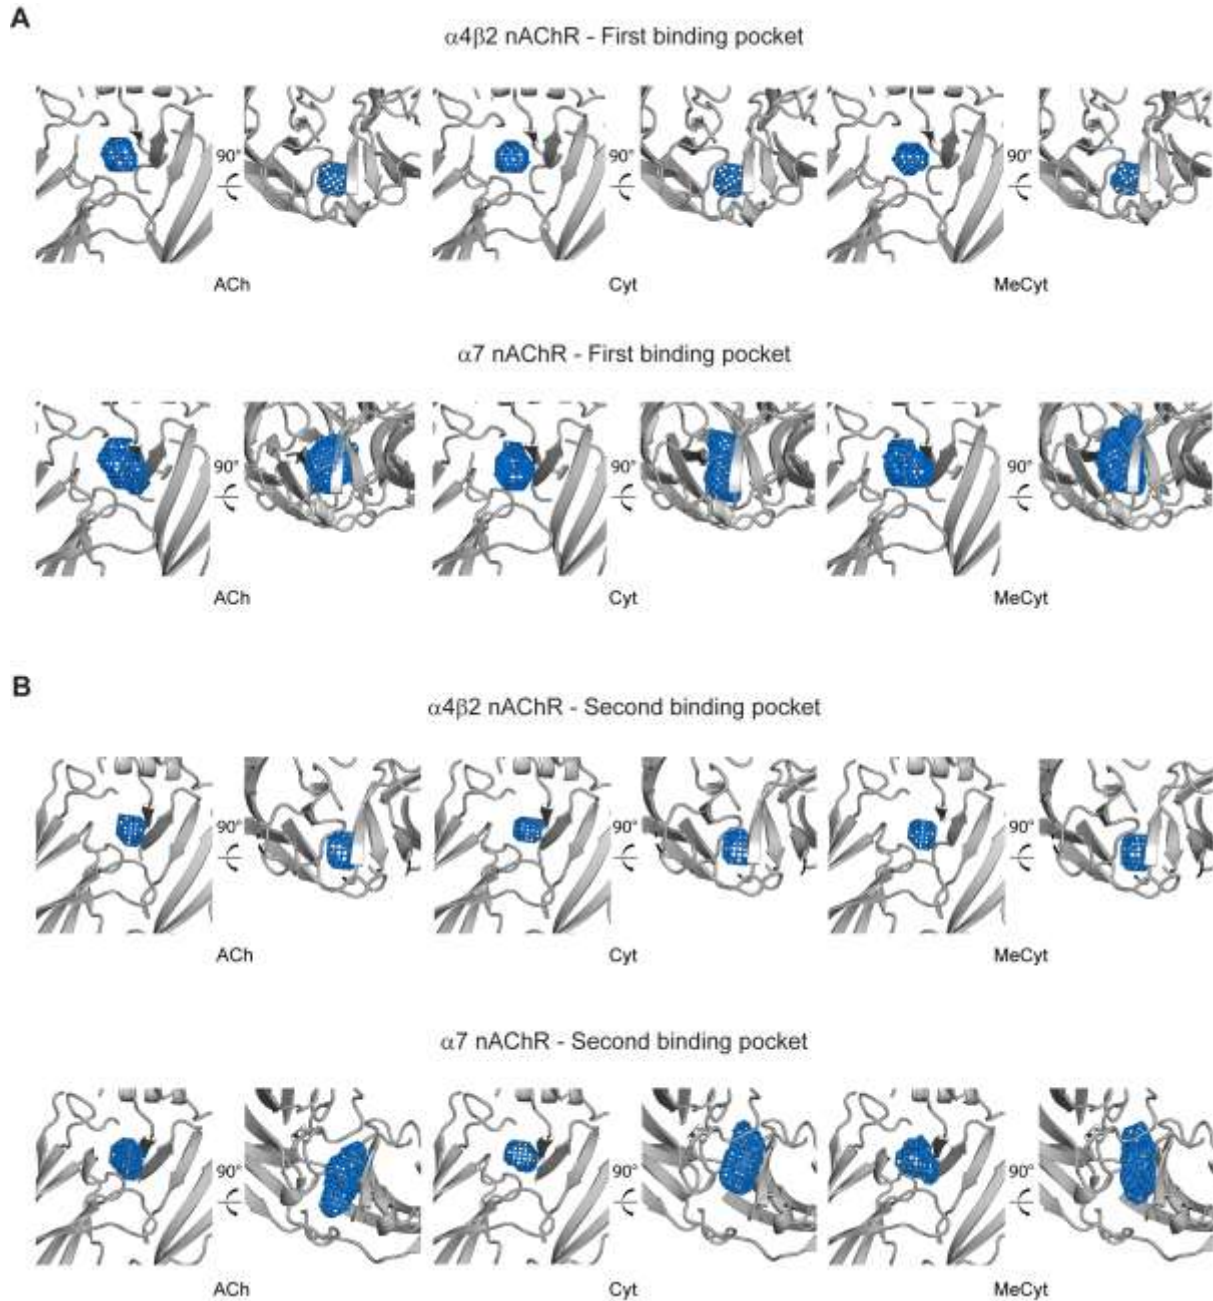 A
α4β2 nAChR - First binding pocket
90° 90° 90°
ACh Cyt MeCyt
α7 nAChR - First binding pocket
90° 90° 90°
ACh Cyt MeCyt
B
α4β2 nAChR - Second binding pocket
90° 90° 90°
ACh Cyt MeCyt
α7 nAChR - Second binding pocket
90° 90° 90°
ACh Cyt MeCyt